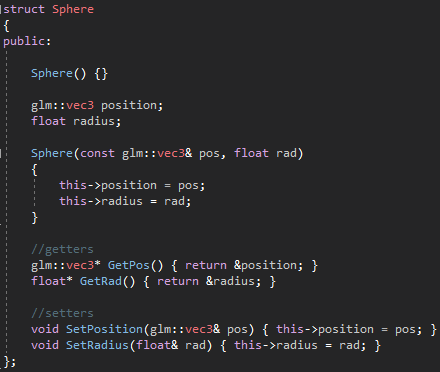 struct Sphere
{
public:
Sphere() {}
glm::vec3 position;
float radius;
Sphere(const glm::vec3& pos, float rad)
{
this->position = pos;
this->radius = rad;
}
//getters
glm::vec3* GetPos() { return &position; }
float* GetRad() { return &radius; }
//setters
void SetPosition(glm::vec3& pos) { this->position = pos; }
void SetRadius(float& rad) { this->radius = rad; }
};